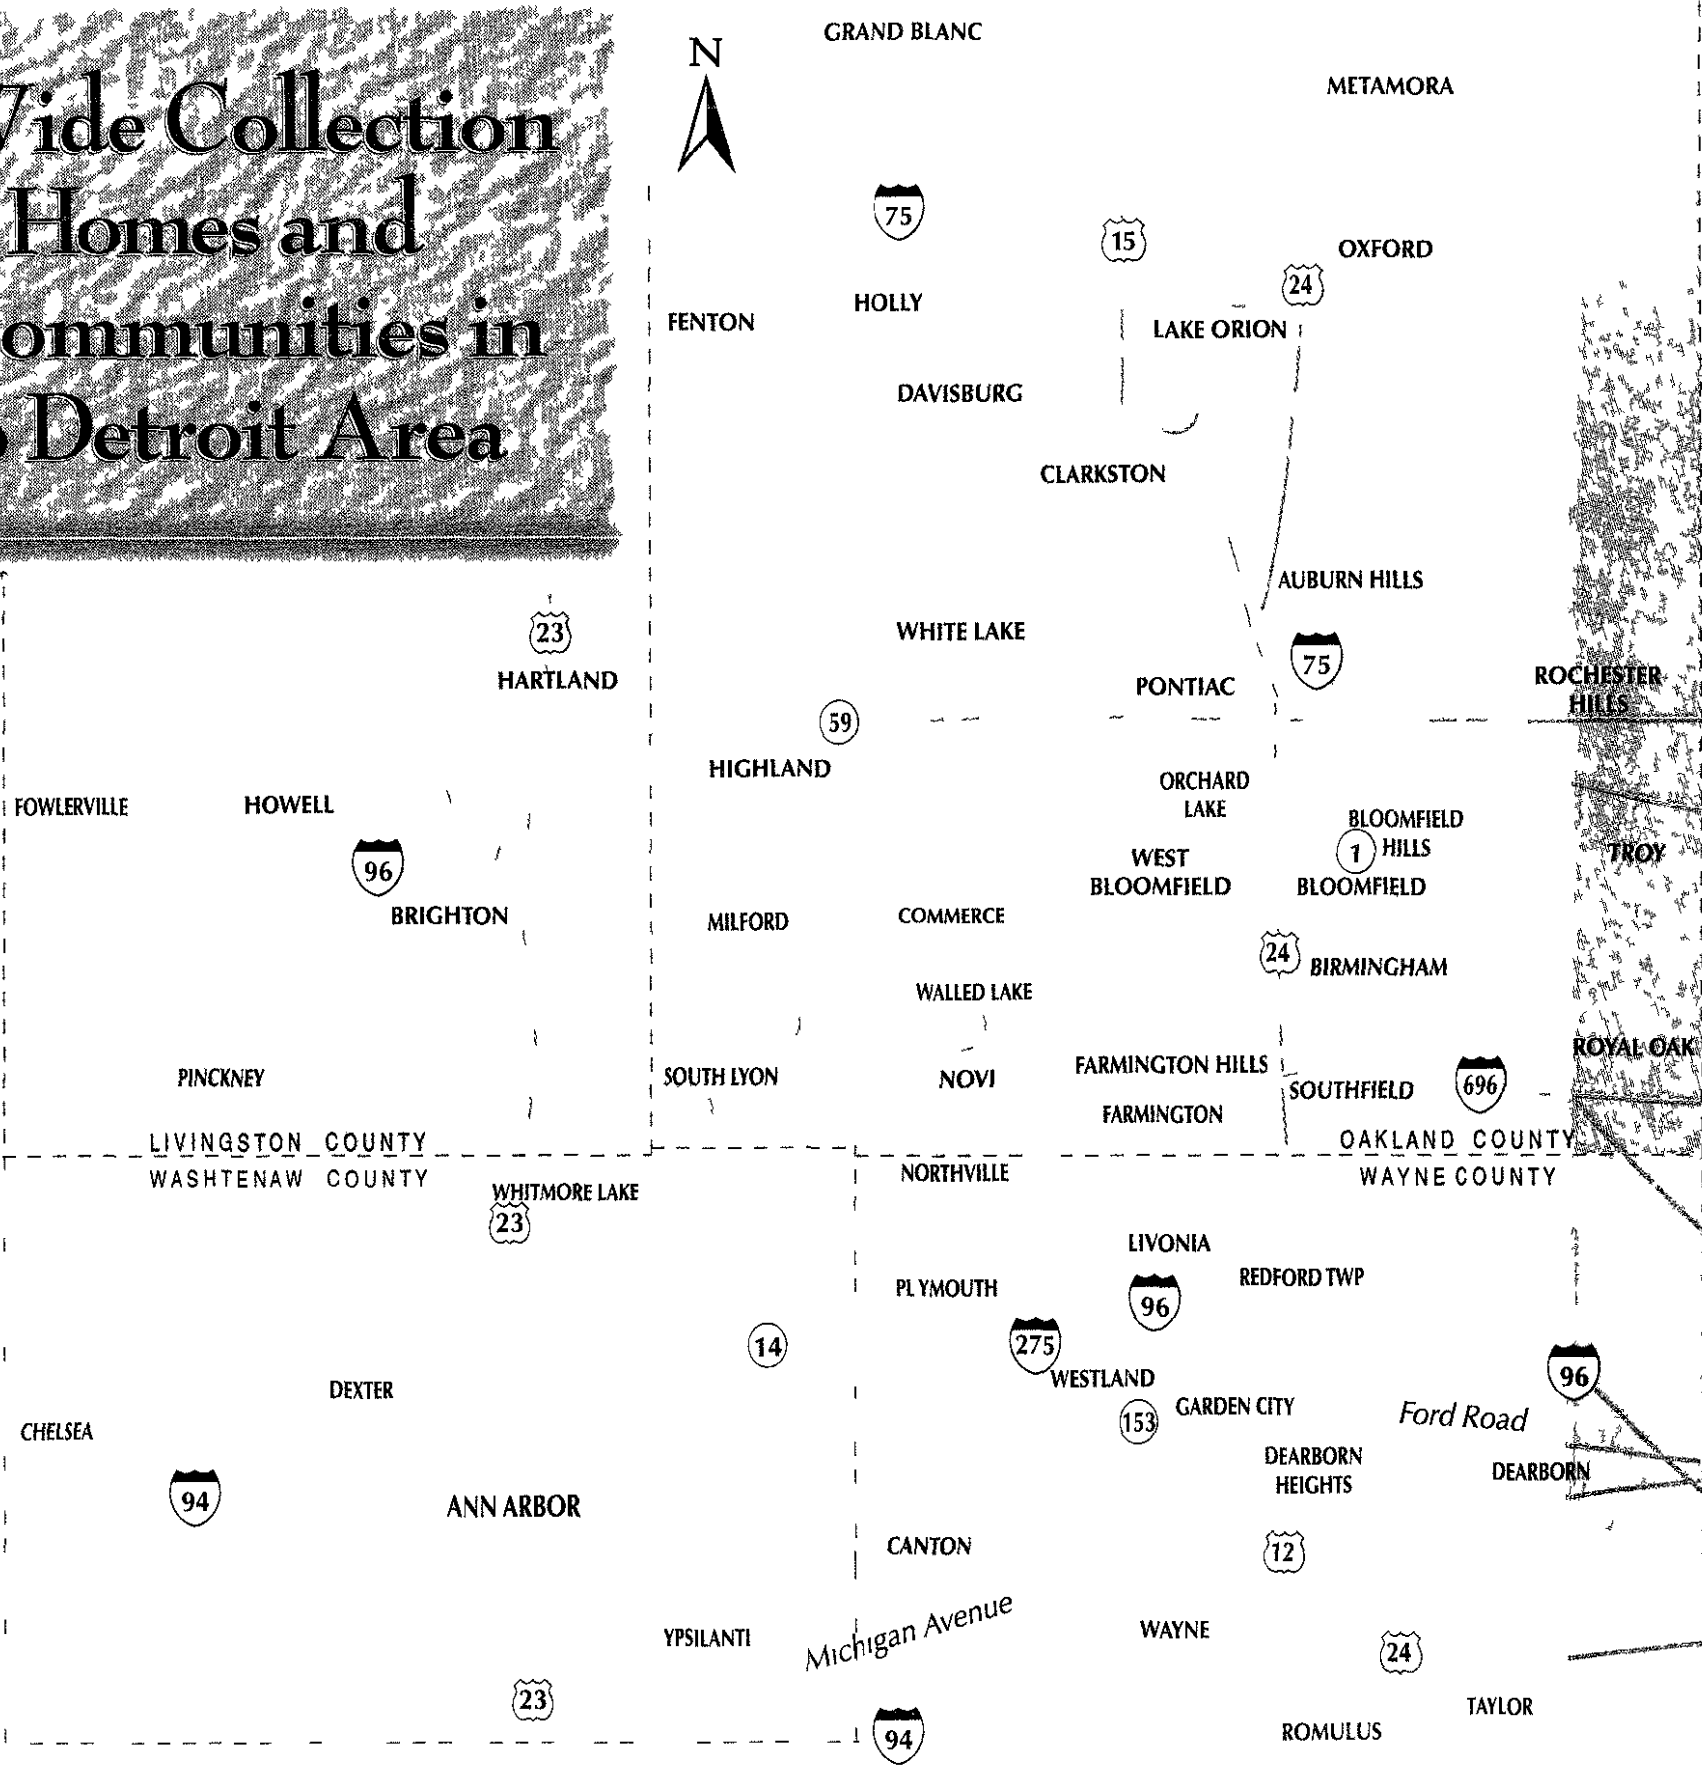 Wide Collection
Homes and
ommunities in
Detroit Area
N
GRAND BLANC
METAMORA
75
15
OXFORD
24
HOLLY
FENTON
LAKE ORION
DAVISBURG
CLARKSTON
AUBURN HILLS
23
WHITE LAKE
75
HARTLAND
PONTIAC
ROCHESTER
HILLS
59
HIGHLAND
ORCHARD
LAKE
FOWLERVILLE
HOWELL
BLOOMFIELD
HILLS
1
TROY
96
WEST
BLOOMFIELD
BLOOMFIELD
BRIGHTON
MILFORD
COMMERCE
24
BIRMINGHAM
WALLED LAKE
ROYAL OAK
PINCKNEY
SOUTH LYON
NOVI
FARMINGTON HILLS
SOUTHFIELD
696
FARMINGTON
LIVINGSTON COUNTY
OAKLAND COUNTY
WASHTENAW COUNTY
NORTHVILLE
WAYNE COUNTY
WHITMORE LAKE
23
LIVONIA
PLYMOUTH
REDFORD TWP
96
14
275
WESTLAND
96
DEXTER
GARDEN CITY
153
Ford Road
CHELSEA
DEARBORN
HEIGHTS
DEARBORN
94
ANN ARBOR
CANTON
12
YPSILANTI
Michigan Avenue
WAYNE
24
23
TAYLOR
94
ROMULUS